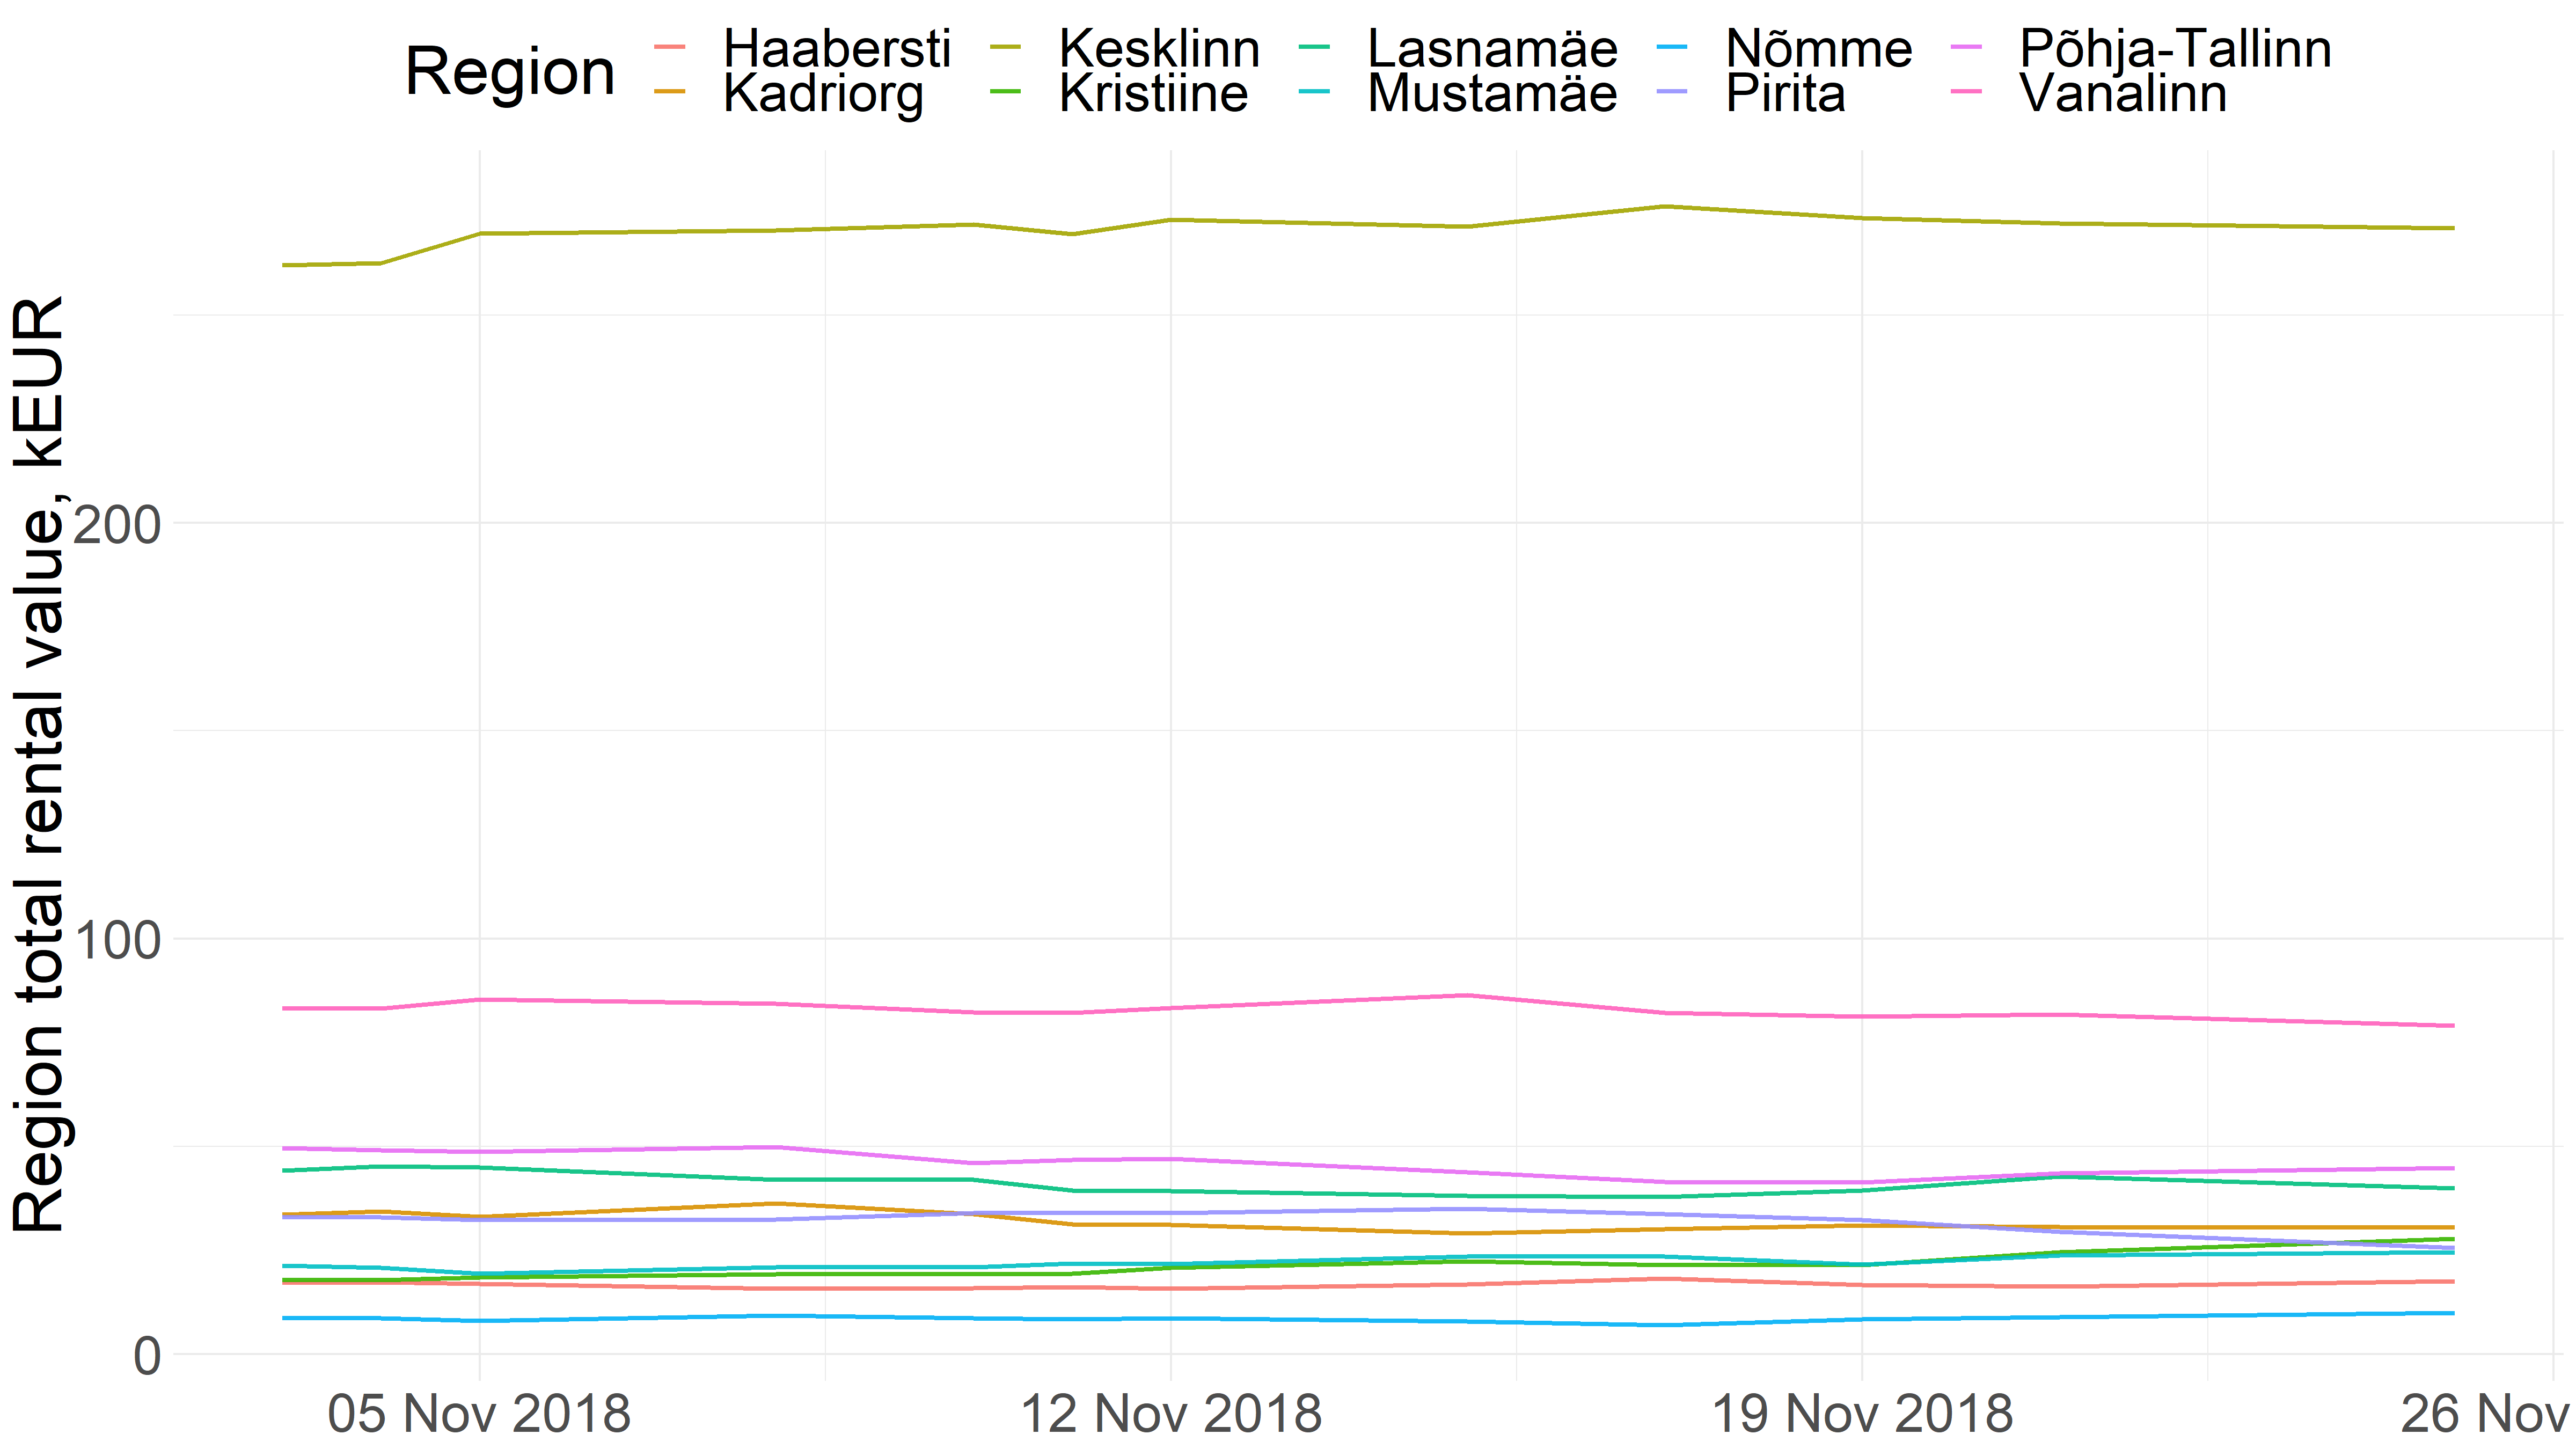 Region
Haabersti Kesklinn Lasnamäe Nõmme Põhja-Tallinn
Kadriorg Kristiine Mustamäe Pirita Vanalinn
Region total rental value, kEUR
200
100
0
05 Nov 2018 12 Nov 2018 19 Nov 2018 26 Nov